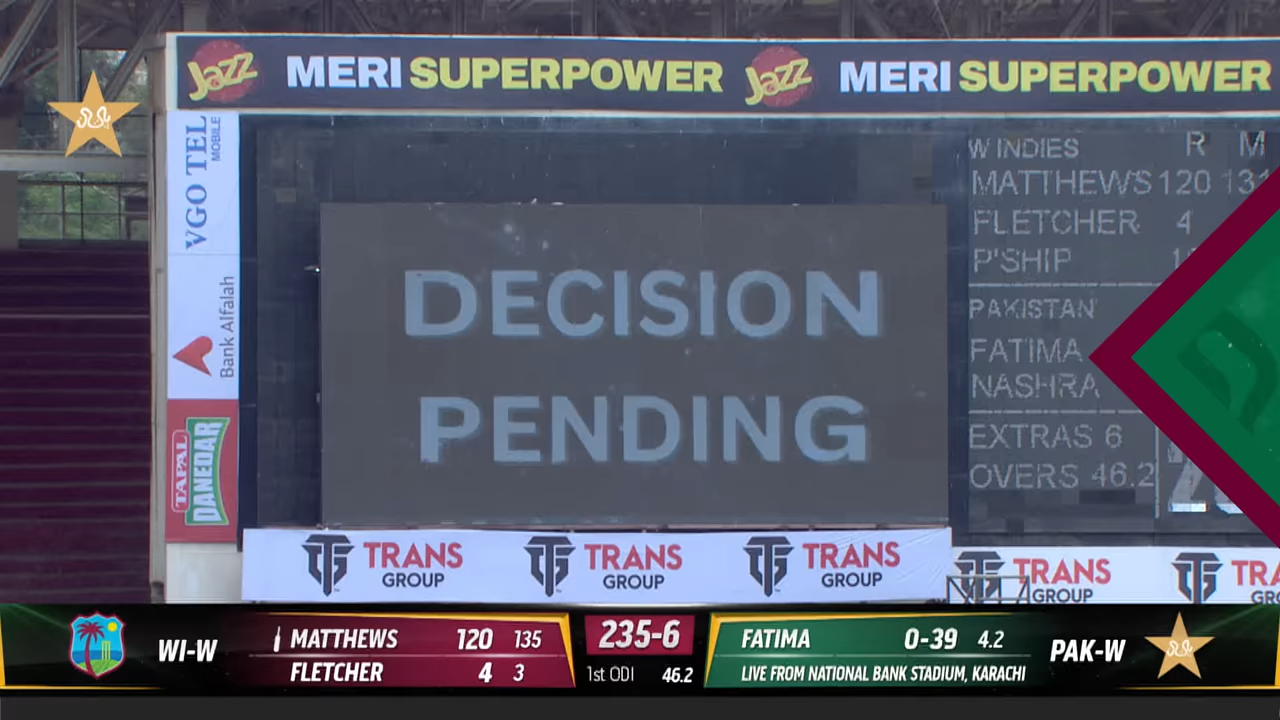 Jazz MERI SUPERPOWER Jazz MERI SUPERPOWER
VGO TEL
MOBILE
Bank Alfalah
TAPAL
DANEDAR
DECISION
PENDING
W INDIES R M
MATTHEWS 120 131
FLETCHER 4
P'SHIP
PAKISTAN
FATIMA
NASHRA
EXTRAS 6
OVERS 46.2
TRANS GROUP TRANS GROUP TRANS GROUP
TRANS GROUP
WI-W
MATTHEWS 120 135
FLETCHER 4 3
235-6
1st ODI 46.2
FATIMA 0-39 4.2
LIVE FROM NATIONAL BANK STADIUM, KARACHI
PAK-W